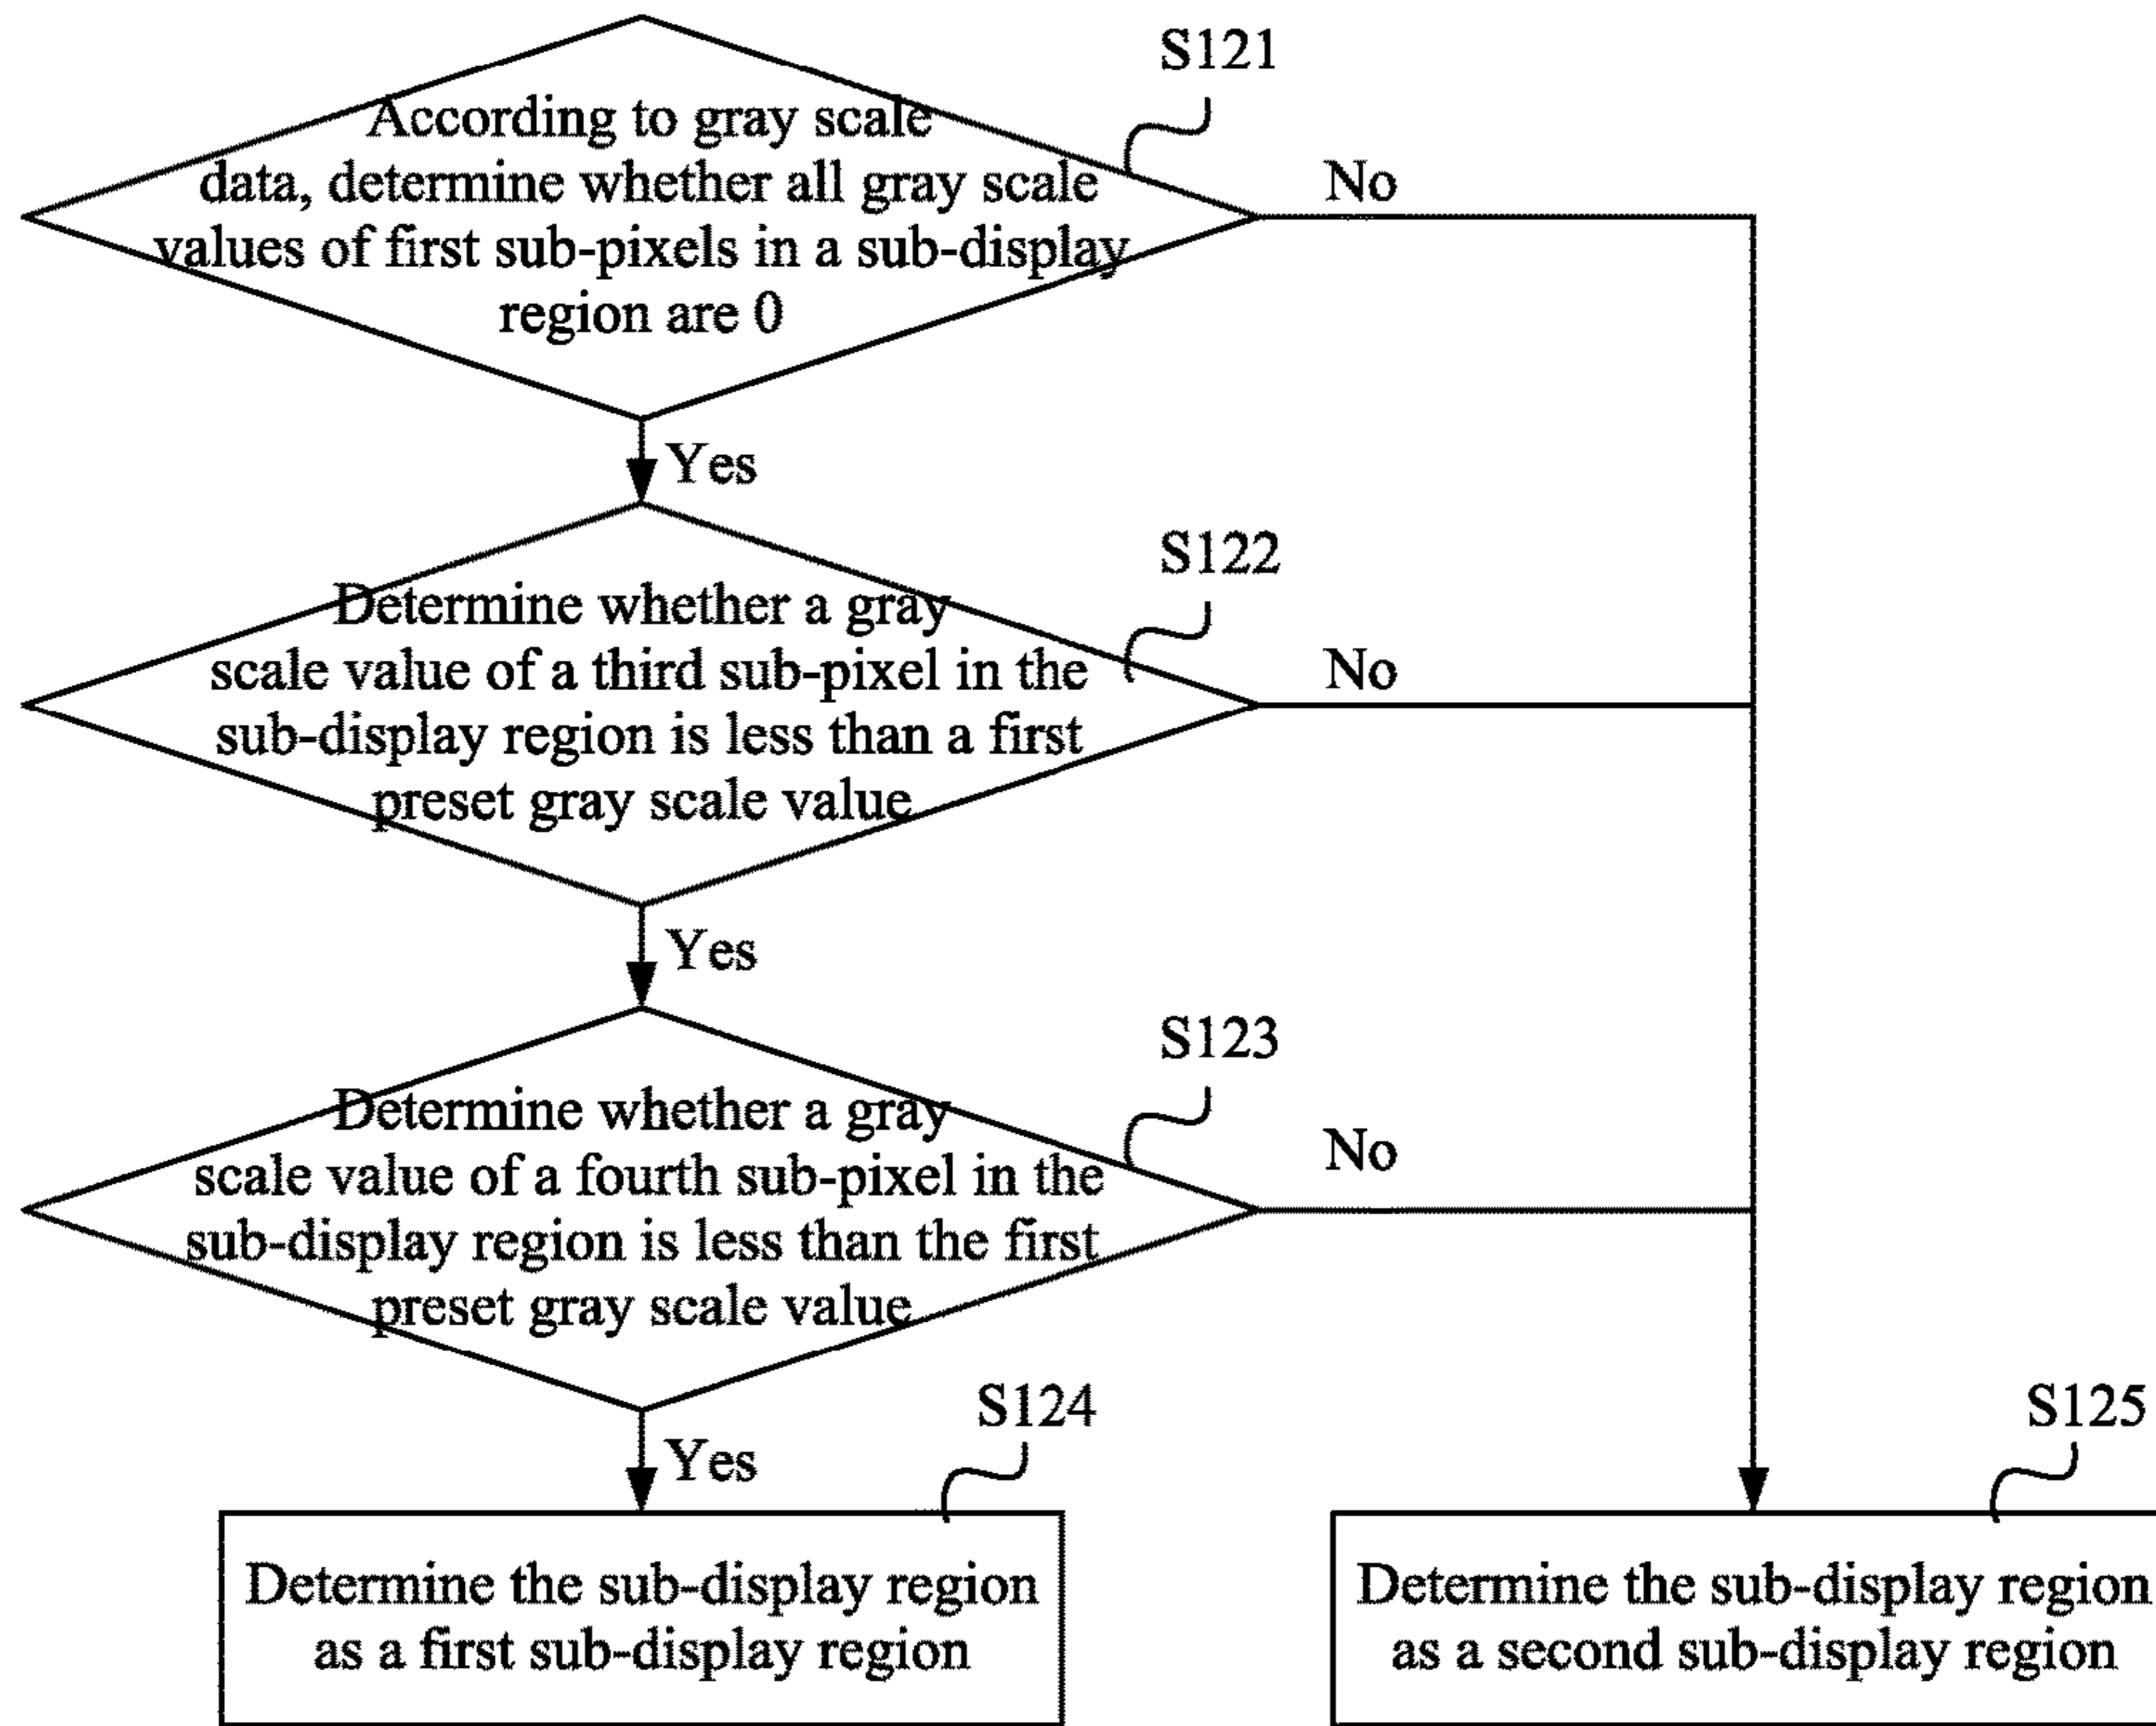 S121
According to gray scale
data, determine whether all gray scale
values of first sub-pixels in a sub-display
region are 0
No
Yes
S122
Determine whether a gray
scale value of a third sub-pixel in the
sub-display region is less than a first
preset gray scale value
No
Yes
S123
Determine whether a gray
scale value of a fourth sub-pixel in the
sub-display region is less than the first
preset gray scale value
No
Yes
S124
Determine the sub-display region
as a first sub-display region
S125
Determine the sub-display region
as a second sub-display region